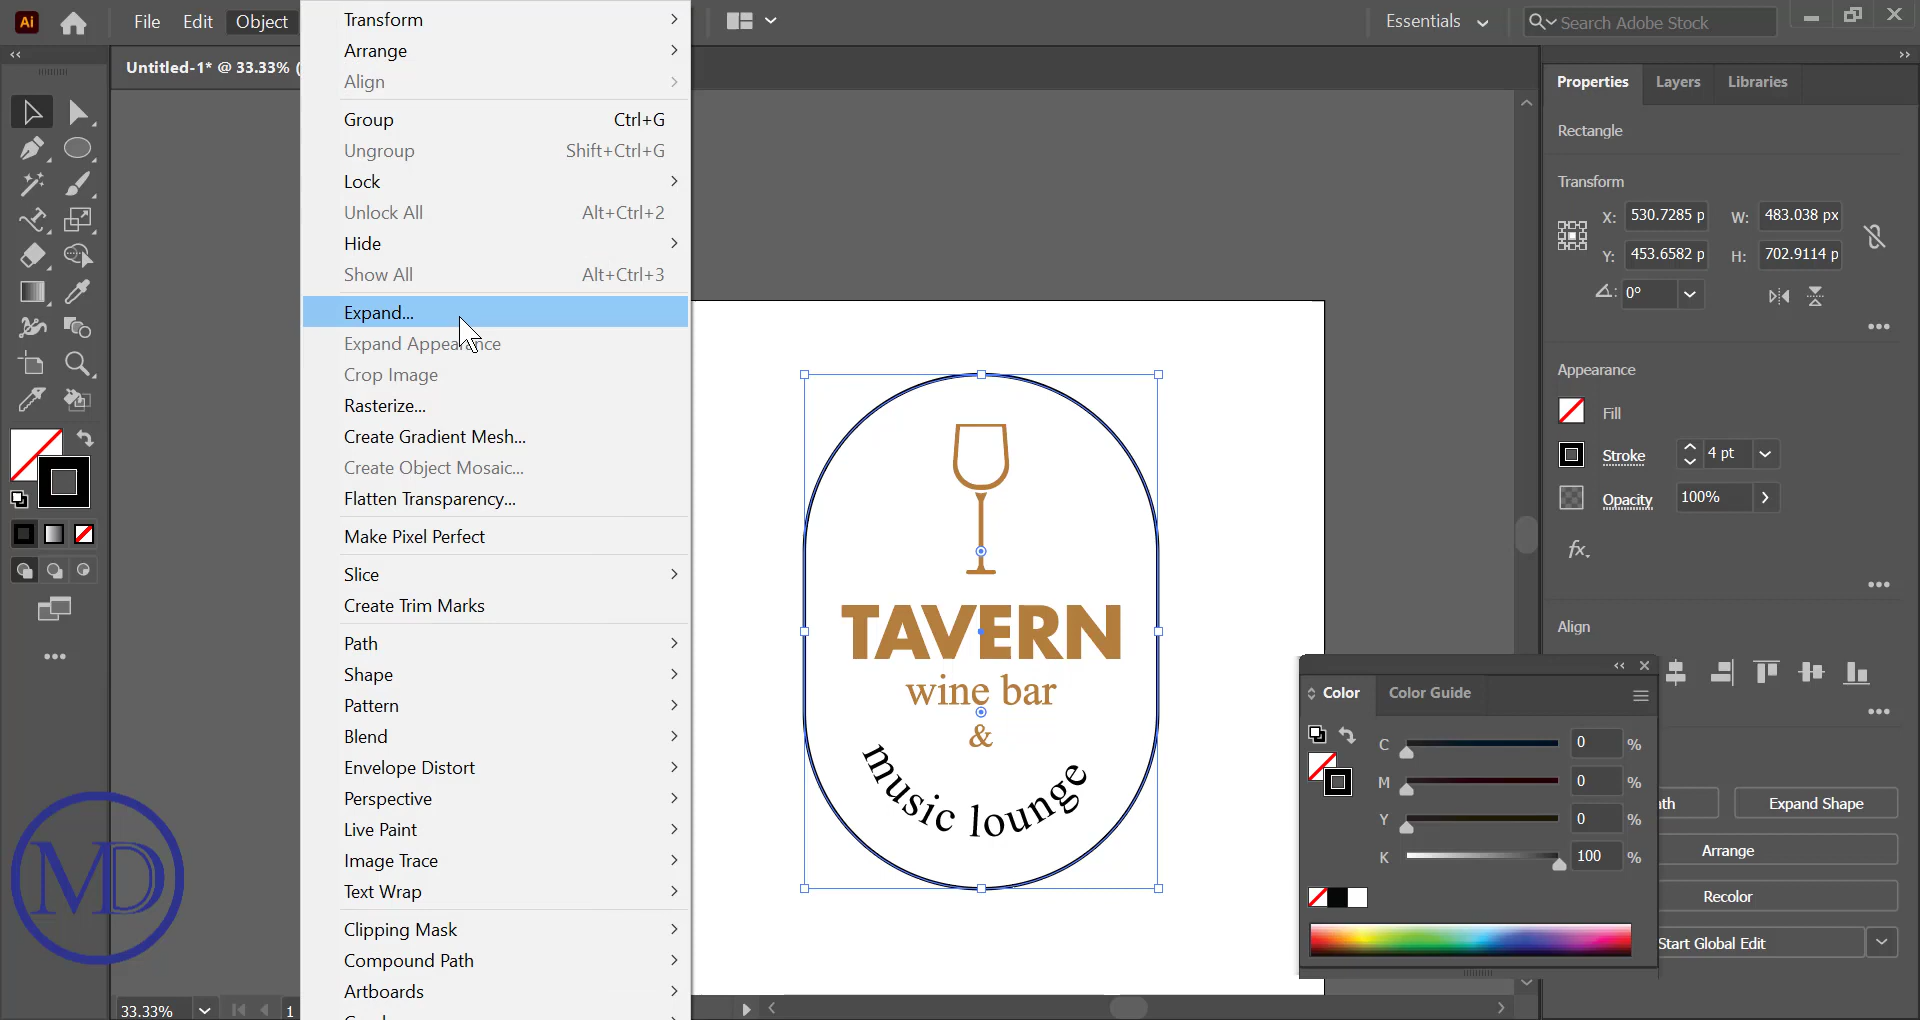 Ai
File Edit Object
Essentials
Search Adobe Stock
Untitled-1* @ 33.33% (
Transform
Arrange
Align
Group Ctrl+G
Ungroup Shift+Ctrl+G
Lock
Unlock All Alt+Ctrl+2
Hide
Show All Alt+Ctrl+3
Expand...
Expand Appearance
Crop Image
Rasterize...
Create Gradient Mesh...
Create Object Mosaic...
Flatten Transparency...
Make Pixel Perfect
Slice
Create Trim Marks
Path
Shape
Pattern
Blend
Envelope Distort
Perspective
Live Paint
Image Trace
Text Wrap
Clipping Mask
Compound Path
Artboards
TAVERN
wine bar
&
music lounge
Properties Layers Libraries
Rectangle
Transform
X: 530.7285 p W: 483.038 px
Y: 453.6582 p H: 702.9114 p
0°
Appearance
Fill
Stroke 4 pt
Opacity 100%
fx.
Align
Color Color Guide
C 0 %
M 0 %
Y 0 %
K 100 %
Expand Shape
Arrange
Recolor
Start Global Edit
MD
33.33% 1